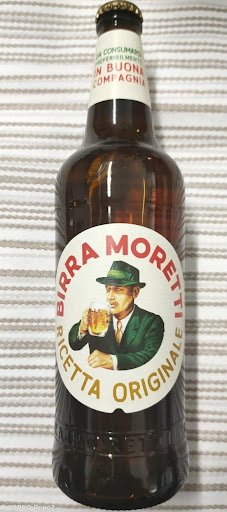 DA CONSUMARSI
PREFERIBILMENTE
IN BUONA
COMPAGNIA
BIRRA MORETTI
RICETTA ORIGINALE